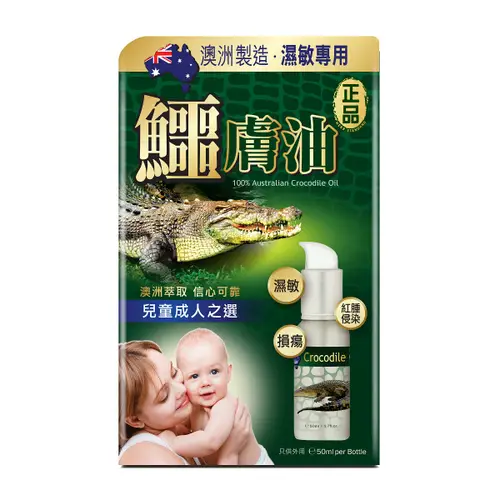 澳洲製造·濕敏專用
正品
鱷膚油
100% Australian Crocodile Oil
澳洲萃取 信心可靠
兒童成人之選
濕敏
紅腫
侵染
損瘍
Crocodile
只供外用 ℮50ml per Bottle